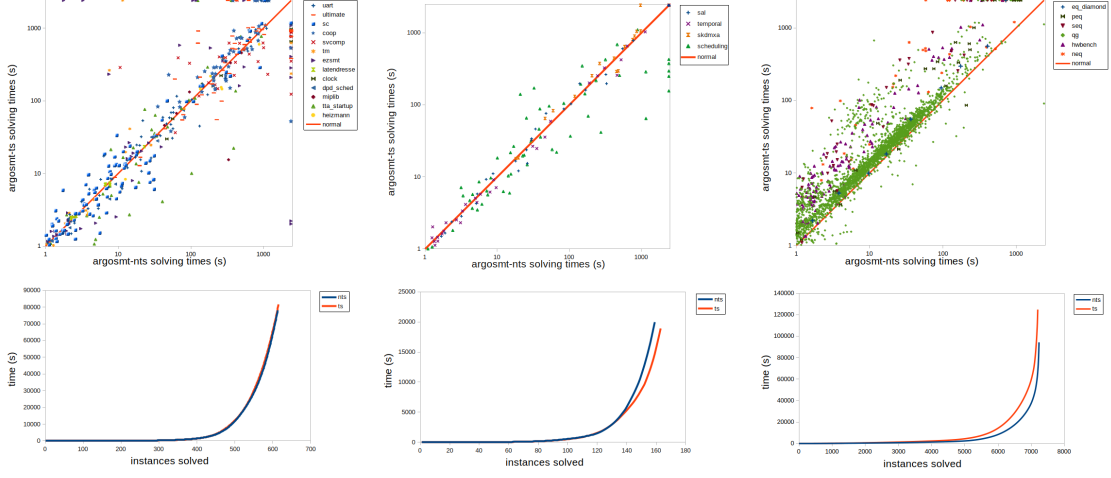 1000
100
10
1
1
10
100
1000
argosmt-ts solving times (s)
argosmt-nts solving times (s)
uart
ultimate
sc
coop
svcomp
tm
ezsmt
latendresse
clock
dpd_sched
miplib
tta_startup
heizmann
normal
1000
100
10
1
1
10
100
1000
argosmt-ts solving times (s)
argosmt-nts solving times (s)
sal
temporal
skdmxa
scheduling
normal
1000
100
10
1
1
10
100
1000
argosmt-ts solving times (s)
argosmt-nts solving times (s)
eq_diamond
peq
seq
qg
hwbench
neq
normal
90000
80000
70000
60000
50000
40000
30000
20000
10000
0
0
100
200
300
400
500
600
700
time (s)
instances solved
nts
ts
25000
20000
15000
10000
5000
0
0
20
40
60
80
100
120
140
160
180
time (s)
instances solved
nts
ts
140000
120000
100000
80000
60000
40000
20000
0
0
1000
2000
3000
4000
5000
6000
7000
8000
time (s)
instances solved
nts
ts